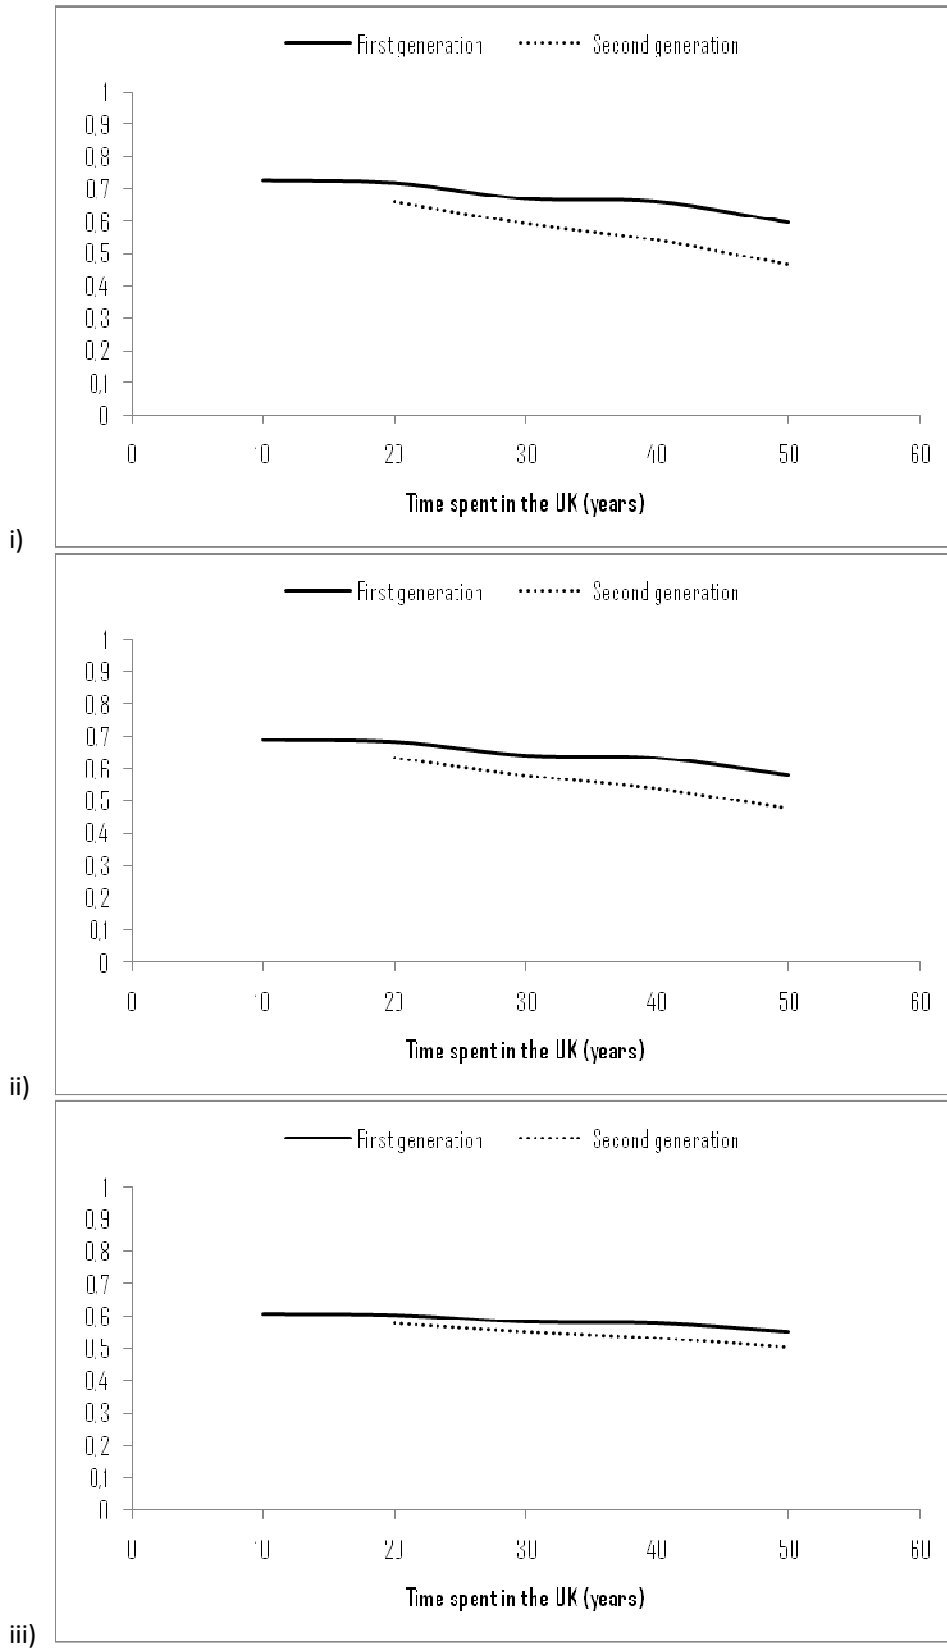 First generation Second generation
1
0,9
0,8
0,7
0,6
0,5
0,4
0,3
0,2
0,1
0
0 10 20 30 40 50 60
Time spent in the UK (years)
i)
First generation Second generation
1
0,9
0,8
0,7
0,6
0,5
0,4
0,3
0,2
0,1
0
0 10 20 30 40 50 60
Time spent in the UK (years)
ii)
First generation Second generation
1
0,9
0,8
0,7
0,6
0,5
0,4
0,3
0,2
0,1
0
0 10 20 30 40 50 60
Time spent in the UK (years)
iii)